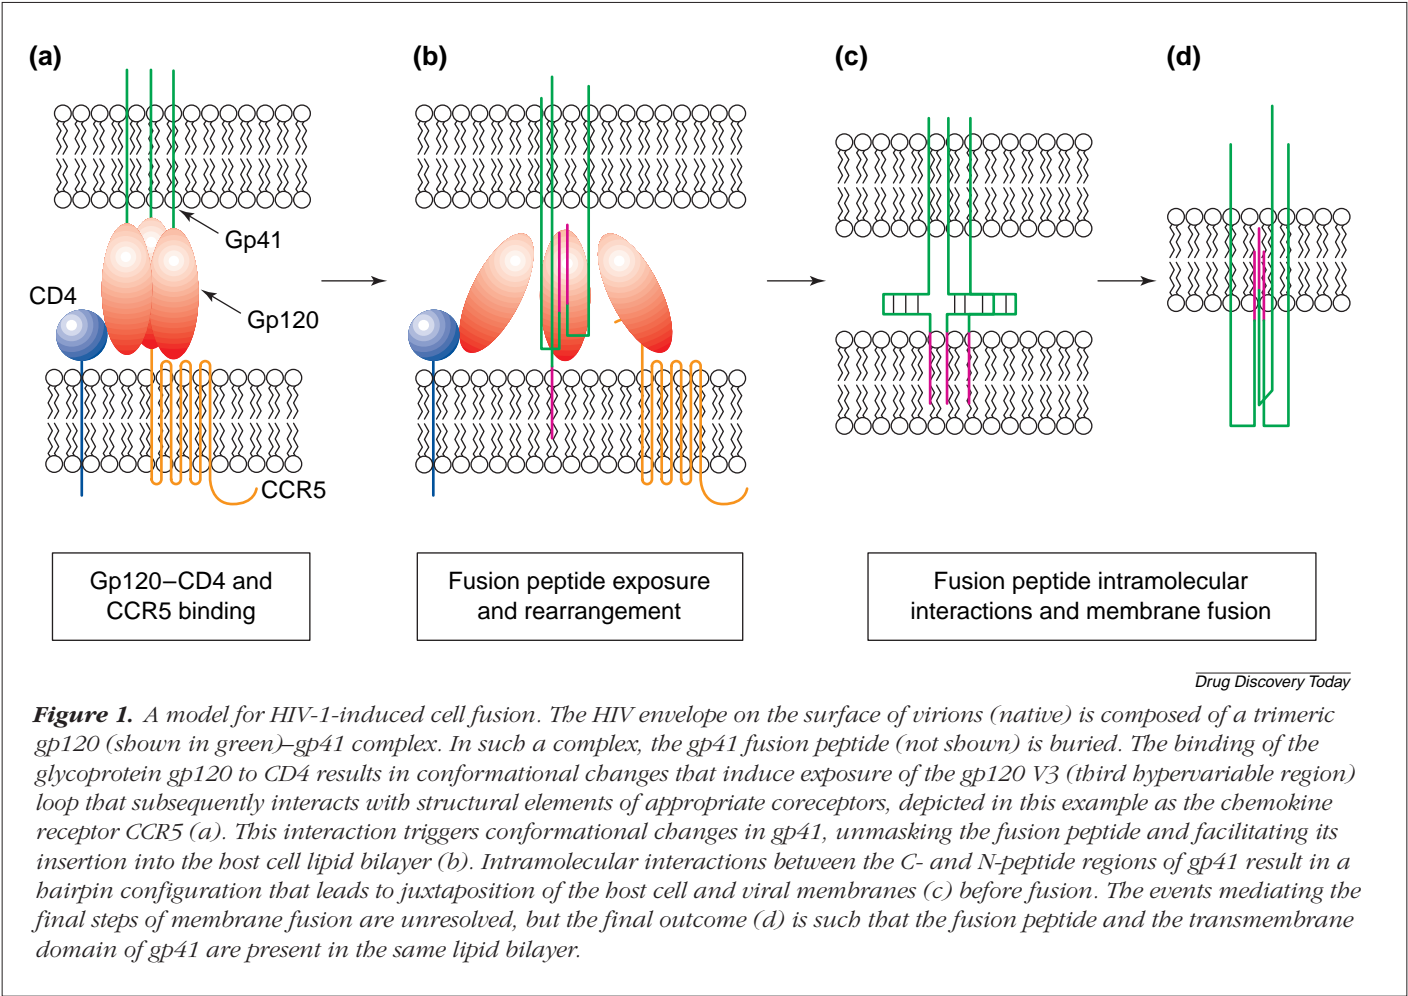 (a)
(b)
(c)
(d)
Gp41
CD4
Gp120
CCR5
Gp120–CD4 and
CCR5 binding
Fusion peptide exposure
and rearrangement
Fusion peptide intramolecular
interactions and membrane fusion
Drug Discovery Today
Figure 1. A model for HIV-1-induced cell fusion. The HIV envelope on the surface of virions (native) is composed of a trimeric
gp120 (shown in green)–gp41 complex. In such a complex, the gp41 fusion peptide (not shown) is buried. The binding of the
glycoprotein gp120 to CD4 results in conformational changes that induce exposure of the gp120 V3 (third hypervariable region)
loop that subsequently interacts with structural elements of appropriate coreceptors, depicted in this example as the chemokine
receptor CCR5 (a). This interaction triggers conformational changes in gp41, unmasking the fusion peptide and facilitating its
insertion into the host cell lipid bilayer (b). Intramolecular interactions between the C- and N-peptide regions of gp41 result in a
hairpin configuration that leads to juxtaposition of the host cell and viral membranes (c) before fusion. The events mediating the
final steps of membrane fusion are unresolved, but the final outcome (d) is such that the fusion peptide and the transmembrane
domain of gp41 are present in the same lipid bilayer.